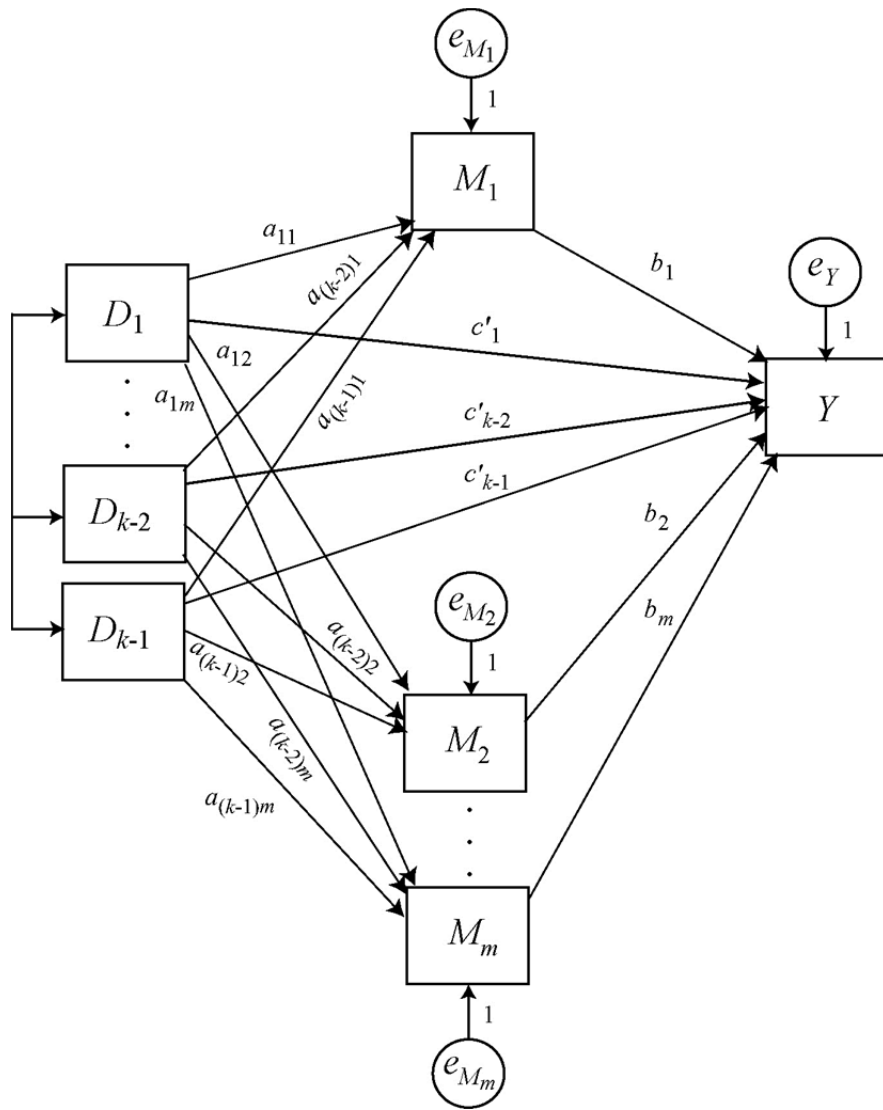 e_{M_1}
1
M_1
a_{11}
a_{(k-2)1}
b_1
e_Y
1
D_1
a_{12}
c'_1
a_{1m}
a_{(k-1)1}
Y
c'_{k-2}
D_{k-2}
c'_{k-1}
b_2
D_{k-1}
e_{M_2}
b_m
1
a_{(k-1)2}
a_{(k-2)2}
M_2
a_{(k-2)m}
a_{(k-1)m}
M_m
1
e_{M_m}